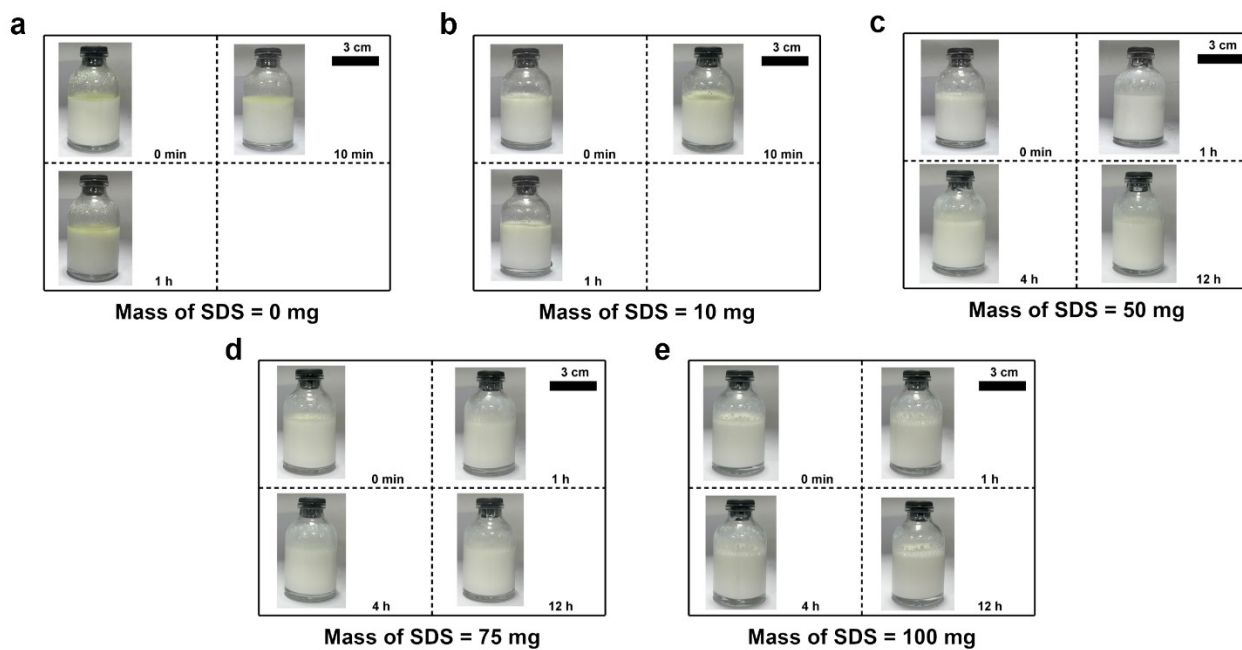 a
3 cm
0 min
10 min
1 h
Mass of SDS = 0 mg
b
3 cm
0 min
10 min
1 h
Mass of SDS = 10 mg
c
3 cm
0 min
1 h
4 h
12 h
Mass of SDS = 50 mg
d
3 cm
0 min
1 h
4 h
12 h
Mass of SDS = 75 mg
e
3 cm
0 min
1 h
4 h
12 h
Mass of SDS = 100 mg